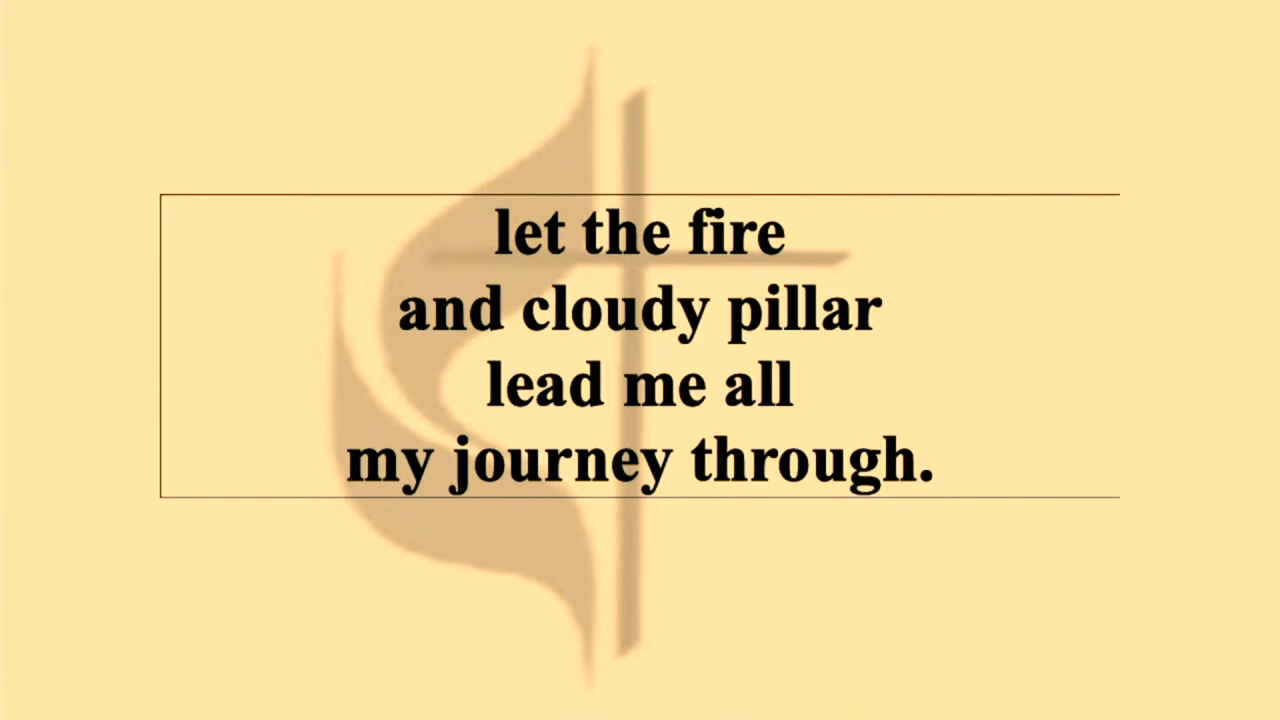 let the fire
and cloudy pillar
lead me all
my journey through.